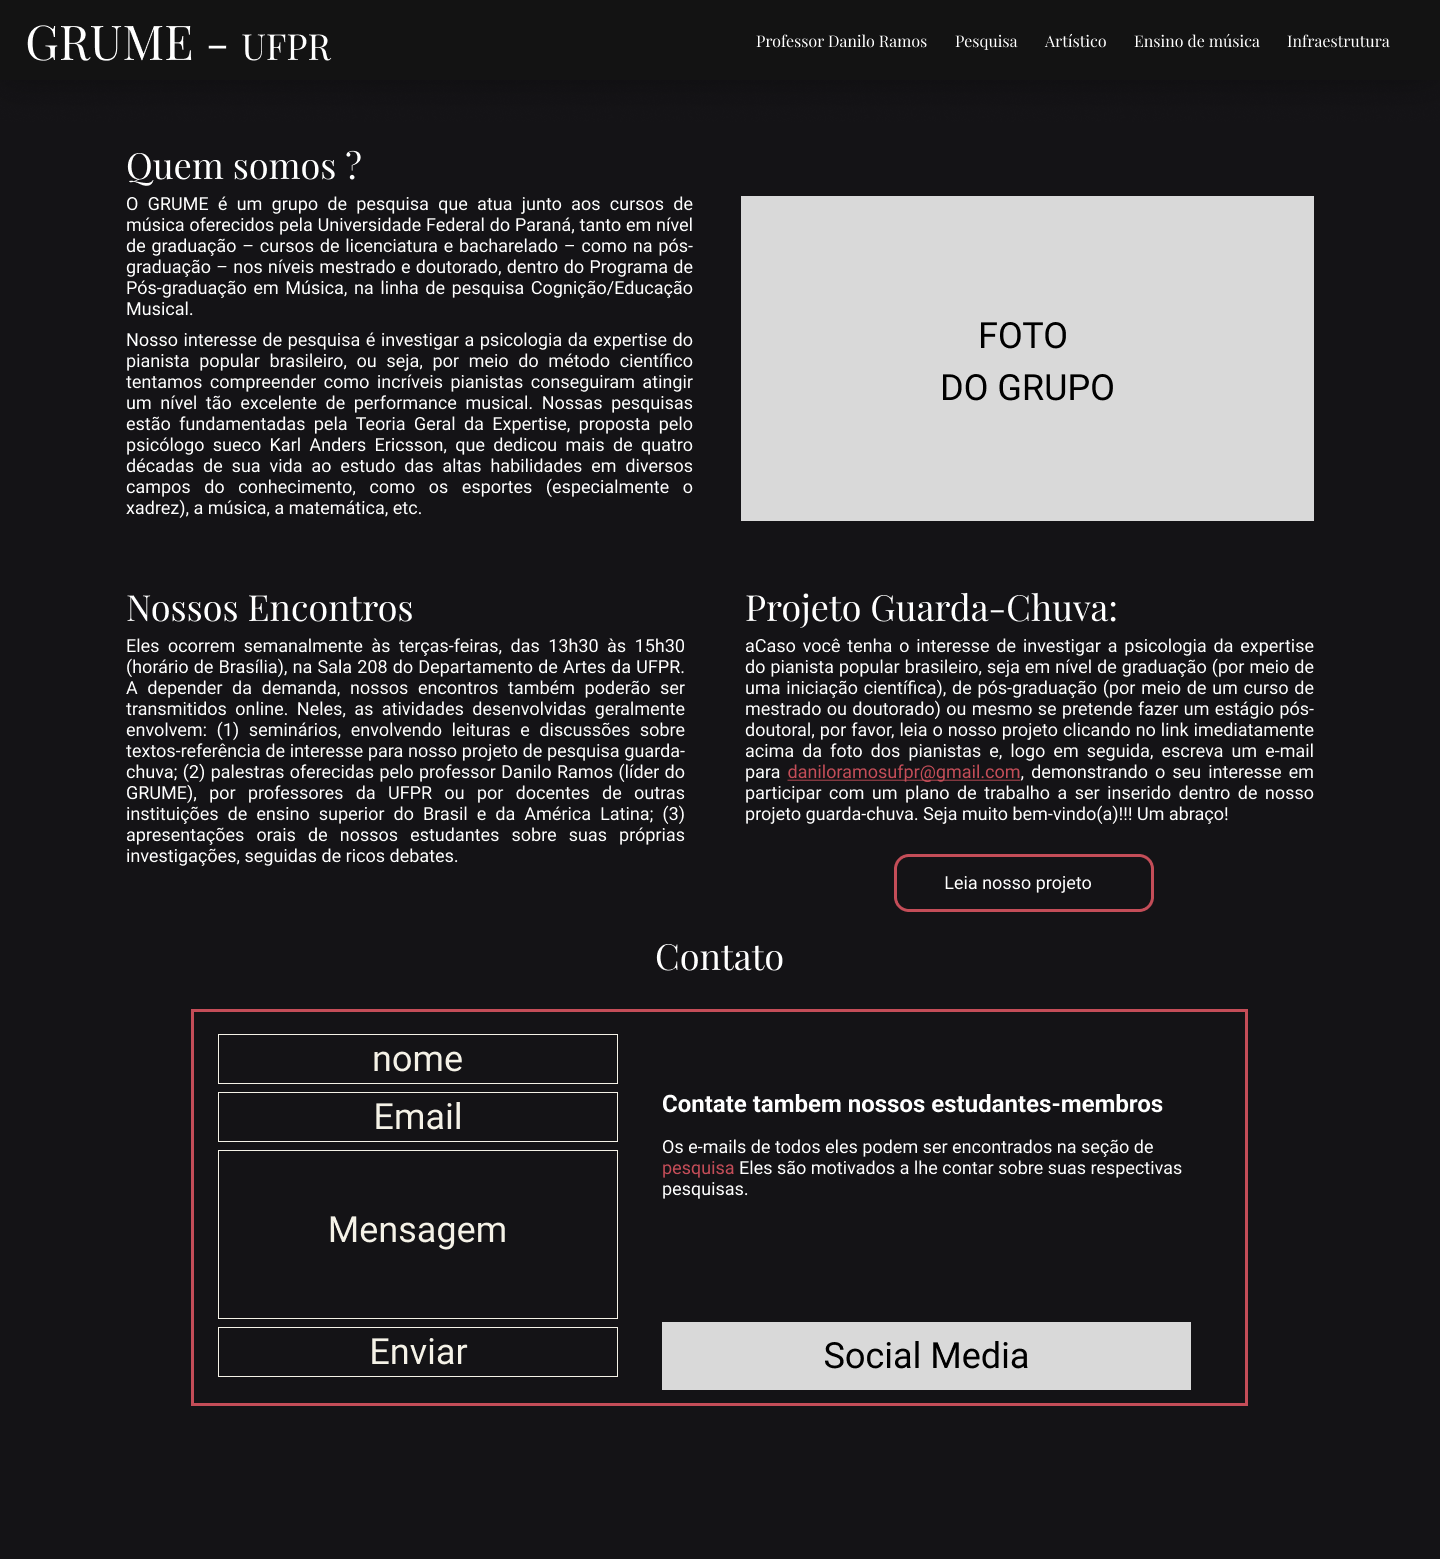 GRUME - UFPR
Professor Danilo Ramos Pesquisa Artístico Ensino de música Infraestrutura
Quem somos ?
O GRUME é um grupo de pesquisa que atua junto aos cursos de
música oferecidos pela Universidade Federal do Paraná, tanto em nível
de graduação – cursos de licenciatura e bacharelado – como na pós-
graduação – nos níveis mestrado e doutorado, dentro do Programa de
Pós-graduação em Música, na linha de pesquisa Cognição/Educação
Musical.
Nosso interesse de pesquisa é investigar a psicologia da expertise do
pianista popular brasileiro, ou seja, por meio do método científico
tentamos compreender como incríveis pianistas conseguiram atingir
um nível tão excelente de performance musical. Nossas pesquisas
estão fundamentadas pela Teoria Geral da Expertise, proposta pelo
psicólogo sueco Karl Anders Ericsson, que dedicou mais de quatro
décadas de sua vida ao estudo das altas habilidades em diversos
campos do conhecimento, como os esportes (especialmente o
xadrez), a música, a matemática, etc.
FOTO
DO GRUPO
Nossos Encontros
Eles ocorrem semanalmente às terças-feiras, das 13h30 às 15h30
(horário de Brasília), na Sala 208 do Departamento de Artes da UFPR.
A depender da demanda, nossos encontros também poderão ser
transmitidos online. Neles, as atividades desenvolvidas geralmente
envolvem: (1) seminários, envolvendo leituras e discussões sobre
textos-referência de interesse para nosso projeto de pesquisa guarda-
chuva; (2) palestras oferecidas pelo professor Danilo Ramos (líder do
GRUME), por professores da UFPR ou por docentes de outras
instituições de ensino superior do Brasil e da América Latina; (3)
apresentações orais de nossos estudantes sobre suas próprias
investigações, seguidas de ricos debates.
Projeto Guarda-Chuva:
aCaso você tenha o interesse de investigar a psicologia da expertise
do pianista popular brasileiro, seja em nível de graduação (por meio de
uma iniciação científica), de pós-graduação (por meio de um curso de
mestrado ou doutorado) ou mesmo se pretende fazer um estágio pós-
doutoral, por favor, leia o nosso projeto clicando no link imediatamente
acima da foto dos pianistas e, logo em seguida, escreva um e-mail
para daniloramosufpr@gmail.com, demonstrando o seu interesse em
participar com um plano de trabalho a ser inserido dentro de nosso
projeto guarda-chuva. Seja muito bem-vindo(a)!!! Um abraço!
Leia nosso projeto
Contato
nome
Email
Mensagem
Enviar
Contate tambem nossos estudantes-membros
Os e-mails de todos eles podem ser encontrados na seção de
pesquisa Eles são motivados a lhe contar sobre suas respectivas
pesquisas.
Social Media